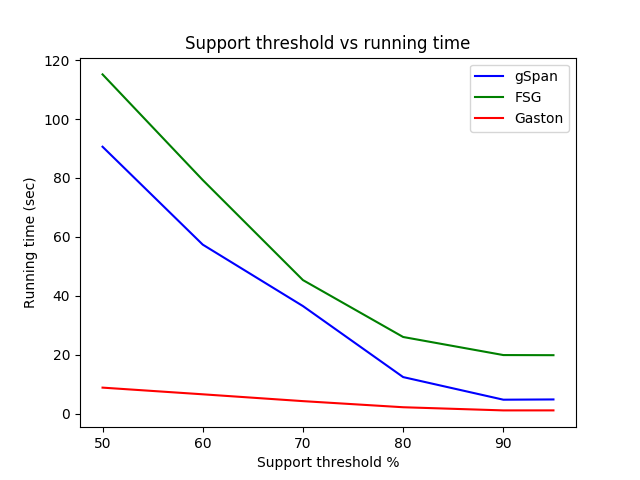 Support threshold vs running time
gSpan
FSG
Gaston
120
100
80
60
40
20
0
Running time (sec)
50 60 70 80 90
Support threshold %